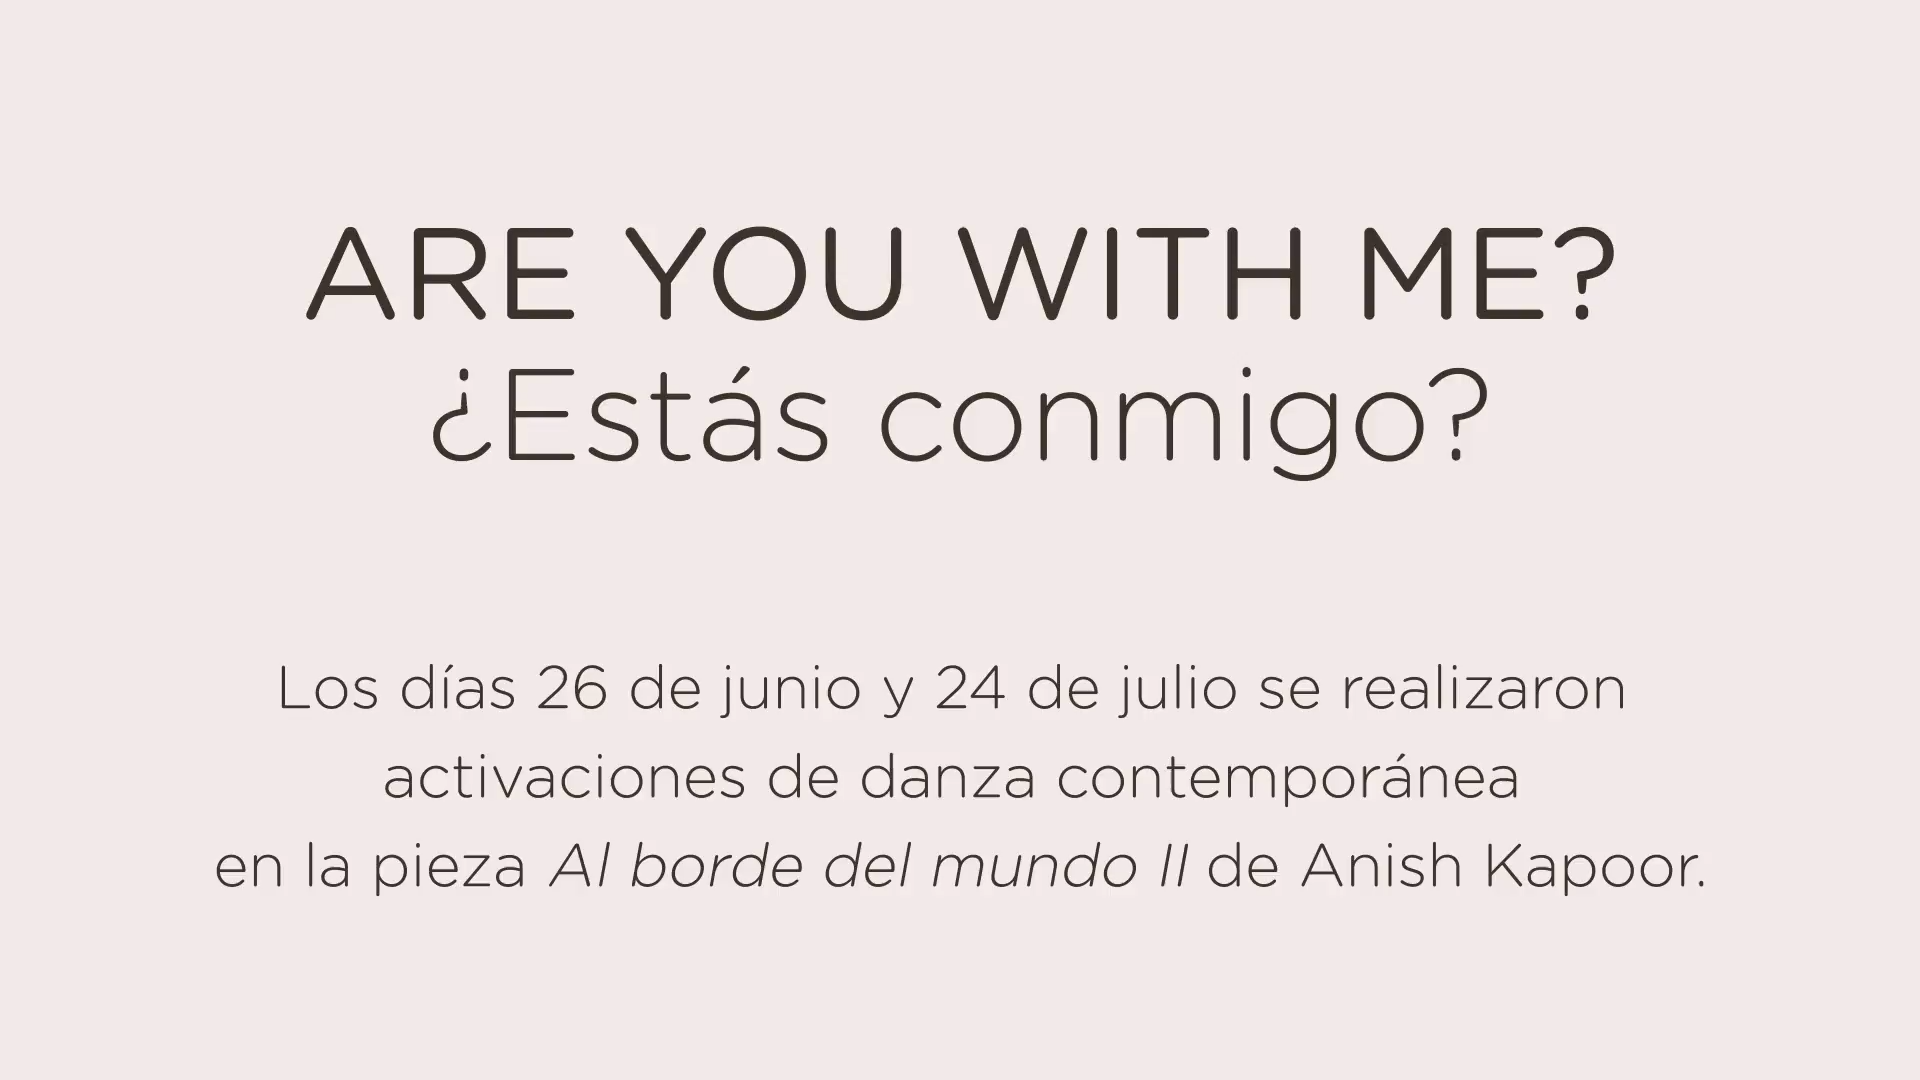 ARE YOU WITH ME?
¿Estás conmigo?
Los días 26 de junio y 24 de julio se realizaron
activaciones de danza contemporánea
en la pieza Al borde del mundo II de Anish Kapoor.